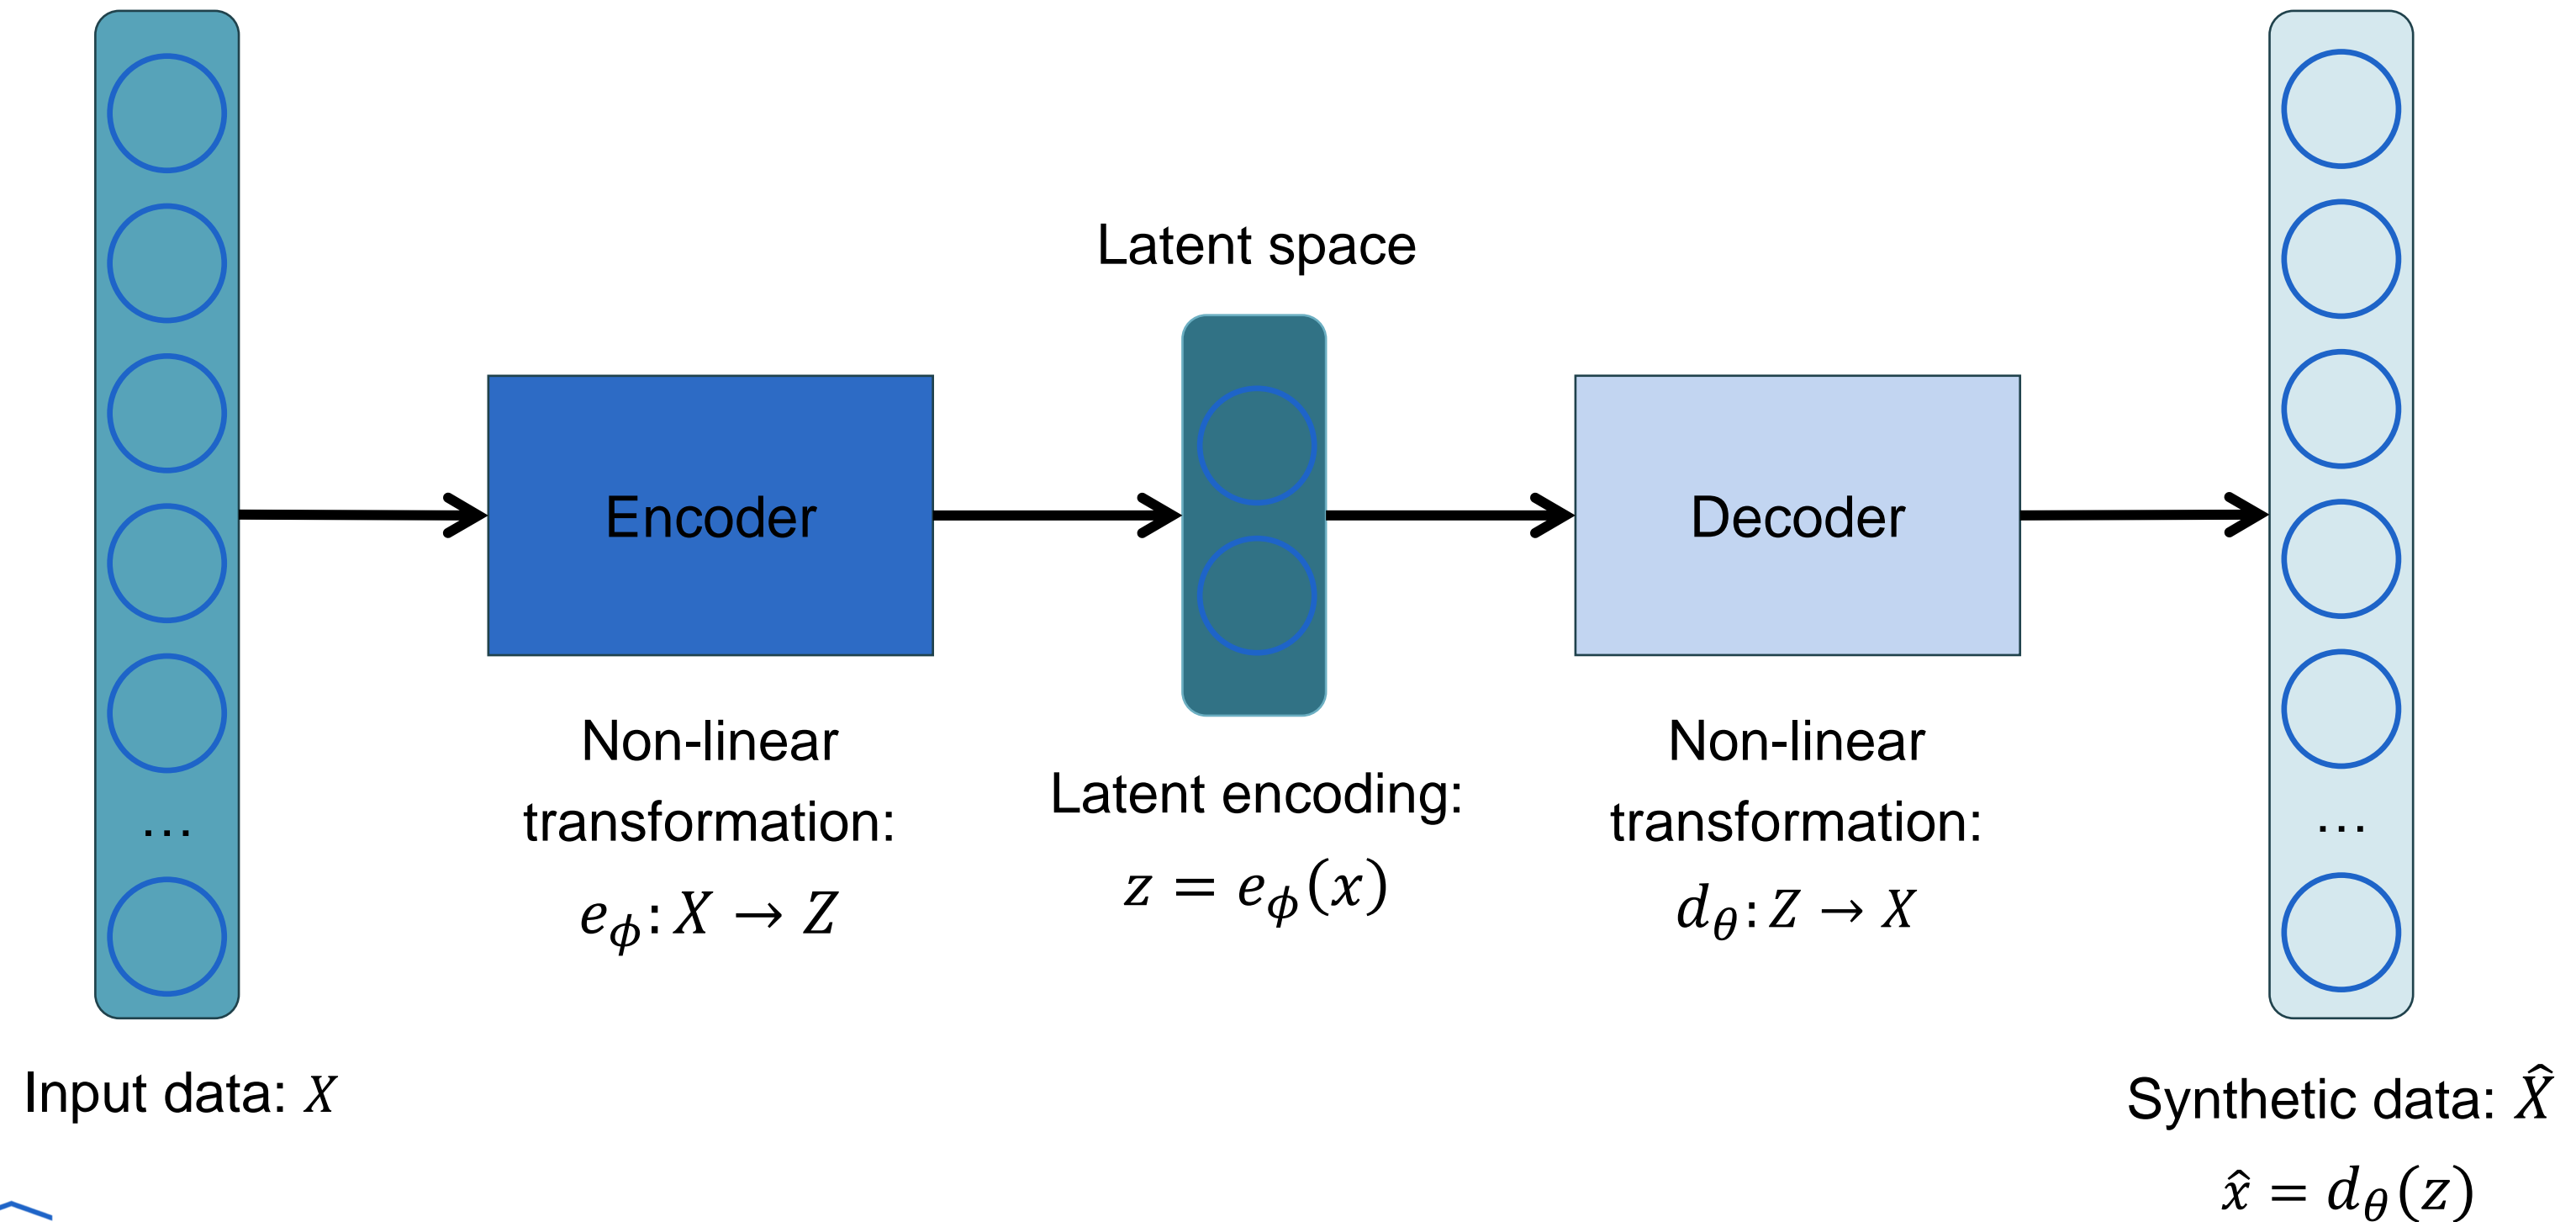 Latent space
Encoder
Decoder
Non-linear
transformation:
e_ϕ: X → Z
Latent encoding:
z = e_ϕ(x)
Non-linear
transformation:
d_θ: Z → X
…
…
Input data: X
Synthetic data: X̂
x̂ = d_θ(z)